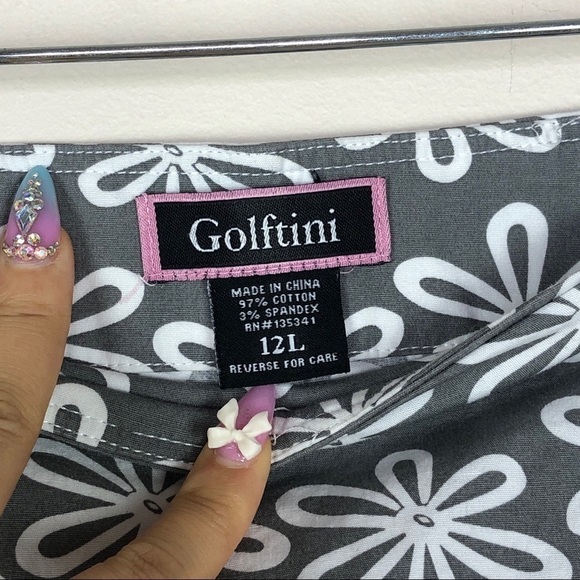 Golftini
MADE IN CHINA
97% COTTON
3% SPANDEX
RN#135341
12L
REVERSE FOR CARE